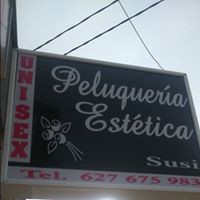 UNISEX
Peluquería
Estética
Susi
Tel. 627 675 983